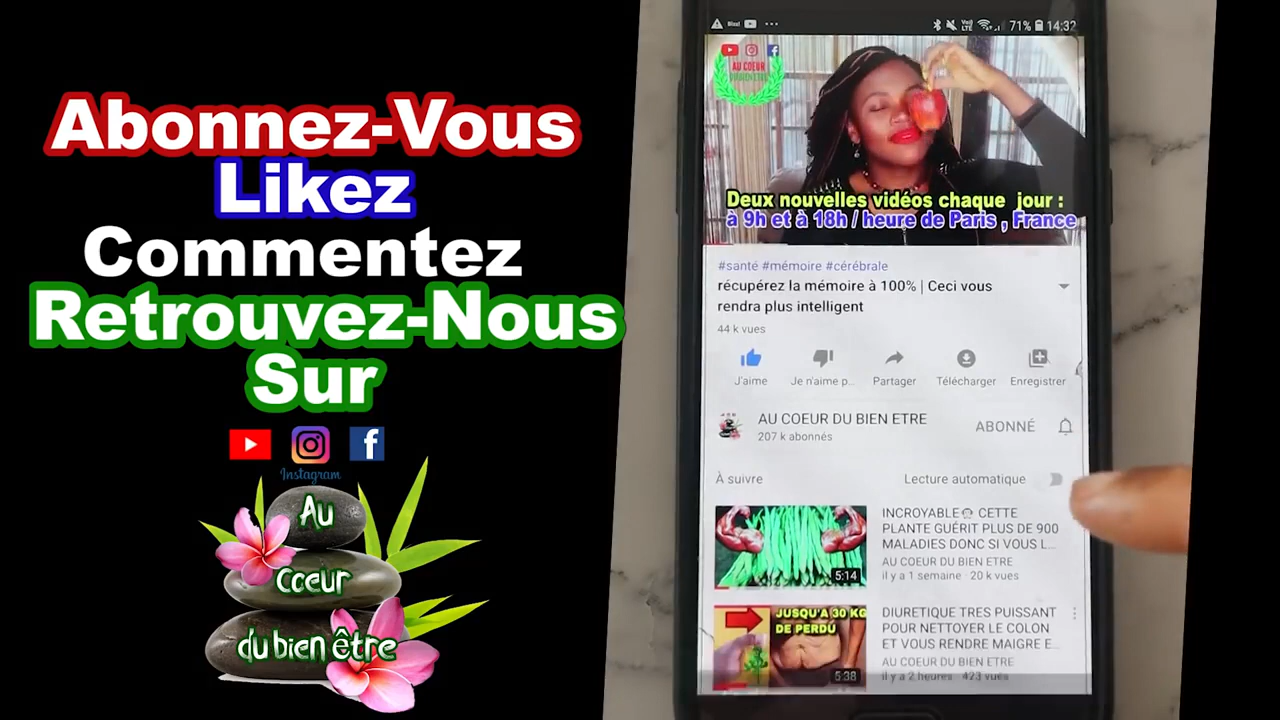 Abonnez-Vous
Likez
Commentez
Retrouvez-Nous
Sur
Instagram
Au
Cœur
du bien être
71% 14:32
AU COEUR
DU BIEN ETRE
Deux nouvelles vidéos chaque jour :
à 9h et à 18h / heure de Paris , France
#santé #mémoire #cérébrale
récupérez la mémoire à 100% | Ceci vous
rendra plus intelligent
44 k vues
J'aime
Je n'aime p...
Partager
Télécharger
Enregistrer
AU COEUR DU BIEN ETRE
207 k abonnés
ABONNÉ
À suivre
Lecture automatique
INCROYABLE CETTE
PLANTE GUÉRIT PLUS DE 900
MALADIES DONC SI VOUS L...
AU COEUR DU BIEN ETRE
il y a 1 semaine · 20 k vues
5:14
JUSQU'A 30 KG
DE PERDU
5:38
DIURETIQUE TRES PUISSANT
POUR NETTOYER LE COLON
ET VOUS RENDRE MAIGRE E...
AU COEUR DU BIEN ETRE
il y a 2 heures · 423 vues